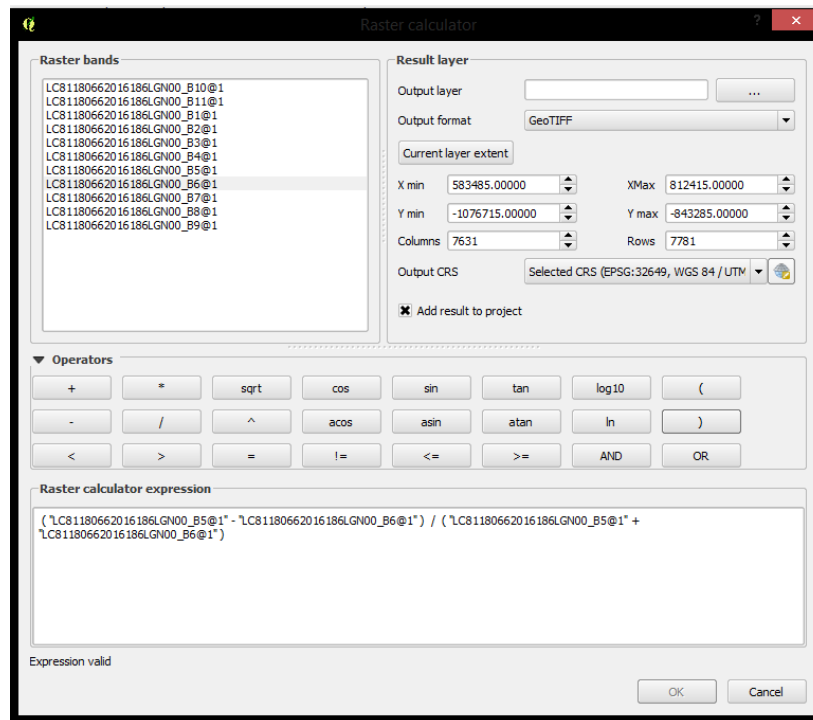 Raster calculator
?
Raster bands
LC81180662016186LGN00_B10@1
LC81180662016186LGN00_B11@1
LC81180662016186LGN00_B1@1
LC81180662016186LGN00_B2@1
LC81180662016186LGN00_B3@1
LC81180662016186LGN00_B4@1
LC81180662016186LGN00_B5@1
LC81180662016186LGN00_B6@1
LC81180662016186LGN00_B7@1
LC81180662016186LGN00_B8@1
LC81180662016186LGN00_B9@1
Result layer
Output layer ...
Output format GeoTIFF
Current layer extent
X min 583485.00000 XMax 812415.00000
Y min -1076715.00000 Y max -843285.00000
Columns 7631 Rows 7781
Output CRS Selected CRS (EPSG:32649, WGS 84 / UTM
Add result to project
Operators
+ * sqrt cos sin tan log10 (
- / ^ acos asin atan ln )
< > = != <= >= AND OR
Raster calculator expression
( "LC81180662016186LGN00_B5@1" - "LC81180662016186LGN00_B6@1" ) / ( "LC81180662016186LGN00_B5@1" +
"LC81180662016186LGN00_B6@1" )
Expression valid
OK Cancel